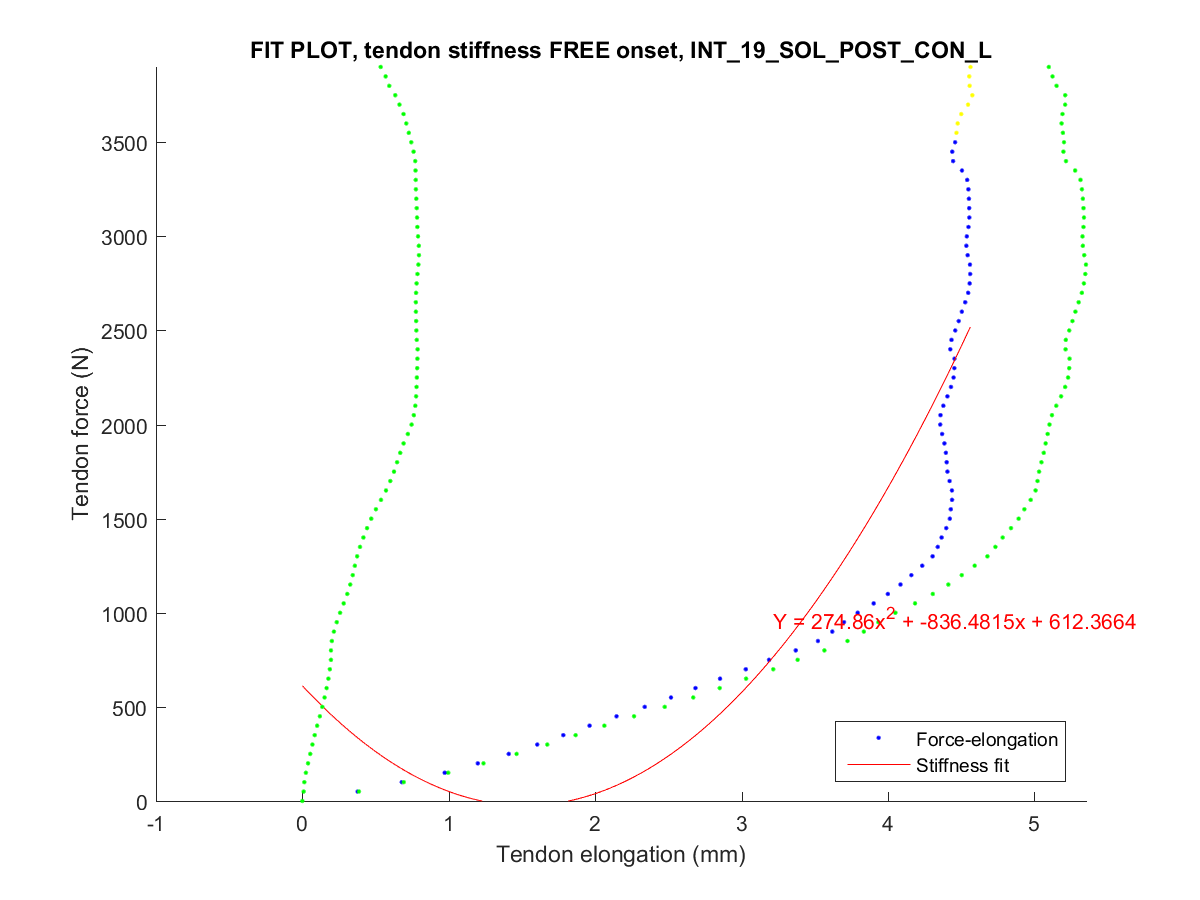 FIT PLOT, tendon stiffness FREE onset, INT_19_SOL_POST_CON_L
3500
3000
2500
2000
1500
1000
500
0
Tendon force (N)
Y = 274.86x² + -836.4815x + 612.3664
Force-elongation
Stiffness fit
-1 0 1 2 3 4 5
Tendon elongation (mm)